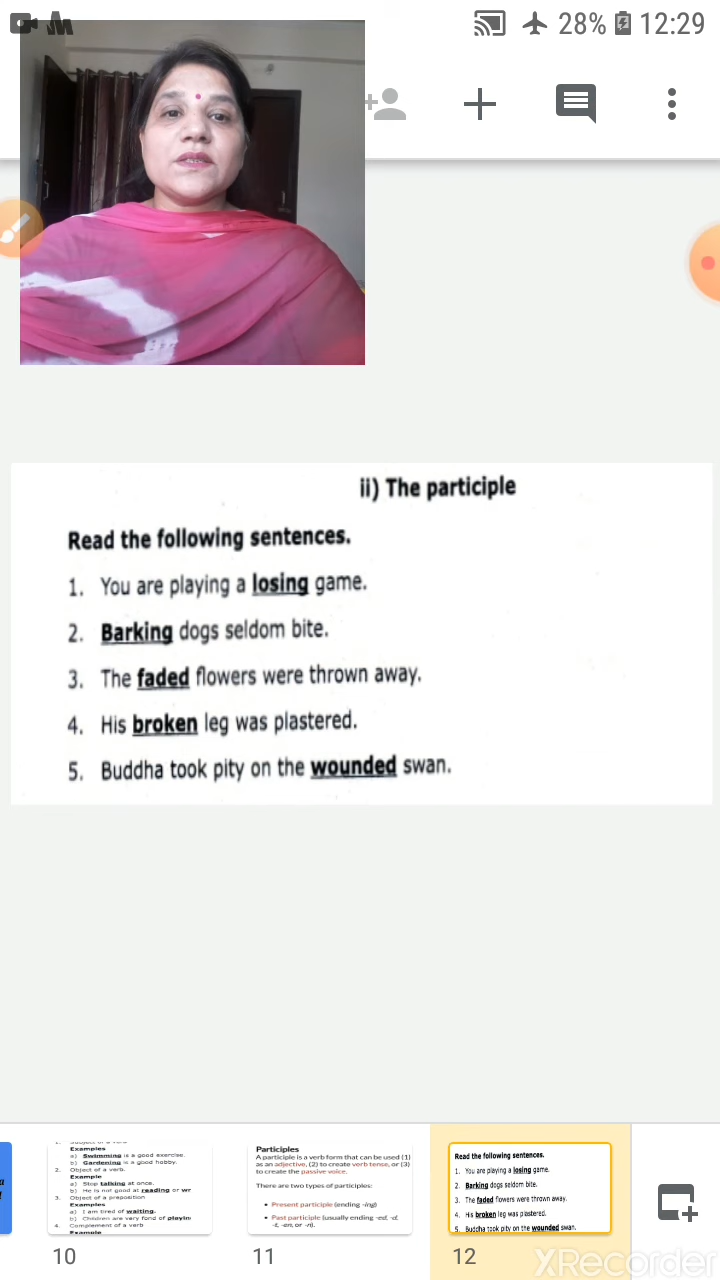 28% 12:29
ii) The participle
Read the following sentences.
1. You are playing a losing game.
2. Barking dogs seldom bite.
3. The faded flowers were thrown away.
4. His broken leg was plastered.
5. Buddha took pity on the wounded swan.
Examples
a) Swimming is a good exercise.
b) Gardening is a good hobby.
2. Object of a verb.
Example
a) Stop talking at once.
b) He is not good at reading or wr
3. Object of a preposition
Examples
a) I am tired of waiting.
b) Children are very fond of playin
4. Complement of a verb
Example
10
Participles
A participle is a verb form that can be used (1)
as an adjective, (2) to create verb tense, or (3)
to create the passive voice.
There are two types of participles:
• Present participle (ending -ing)
• Past participle (usually ending -ed, -d,
-t, -en, or -n).
11
Read the following sentences.
1. You are playing a losing game.
2. Barking dogs seldom bite.
3. The faded flowers were thrown away.
4. His broken leg was plastered.
5. Buddha took pity on the wounded swan.
12
XRecorder